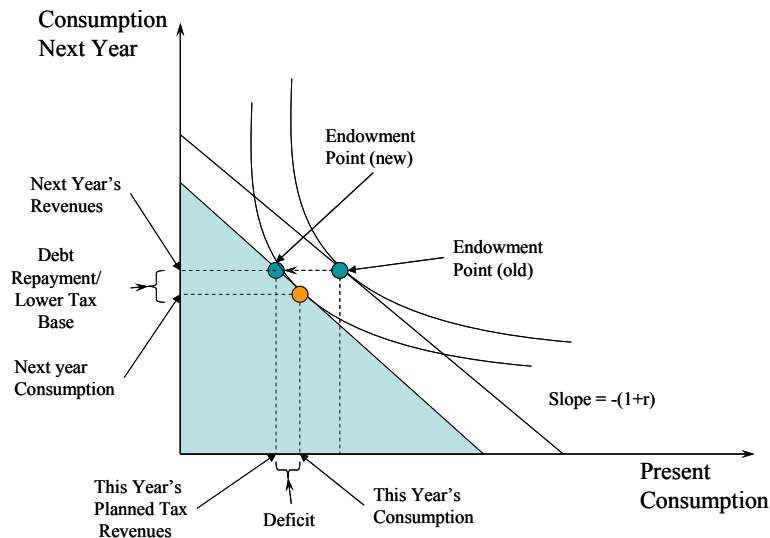 Consumption
Next Year
Endowment
Point (new)
Next Year's
Revenues
Endowment
Point (old)
Debt
Repayment/
Lower Tax
Base
Next year
Consumption
Slope = -(1+r)
Present
Consumption
This Year's
Planned Tax
Revenues
Deficit
This Year's
Consumption